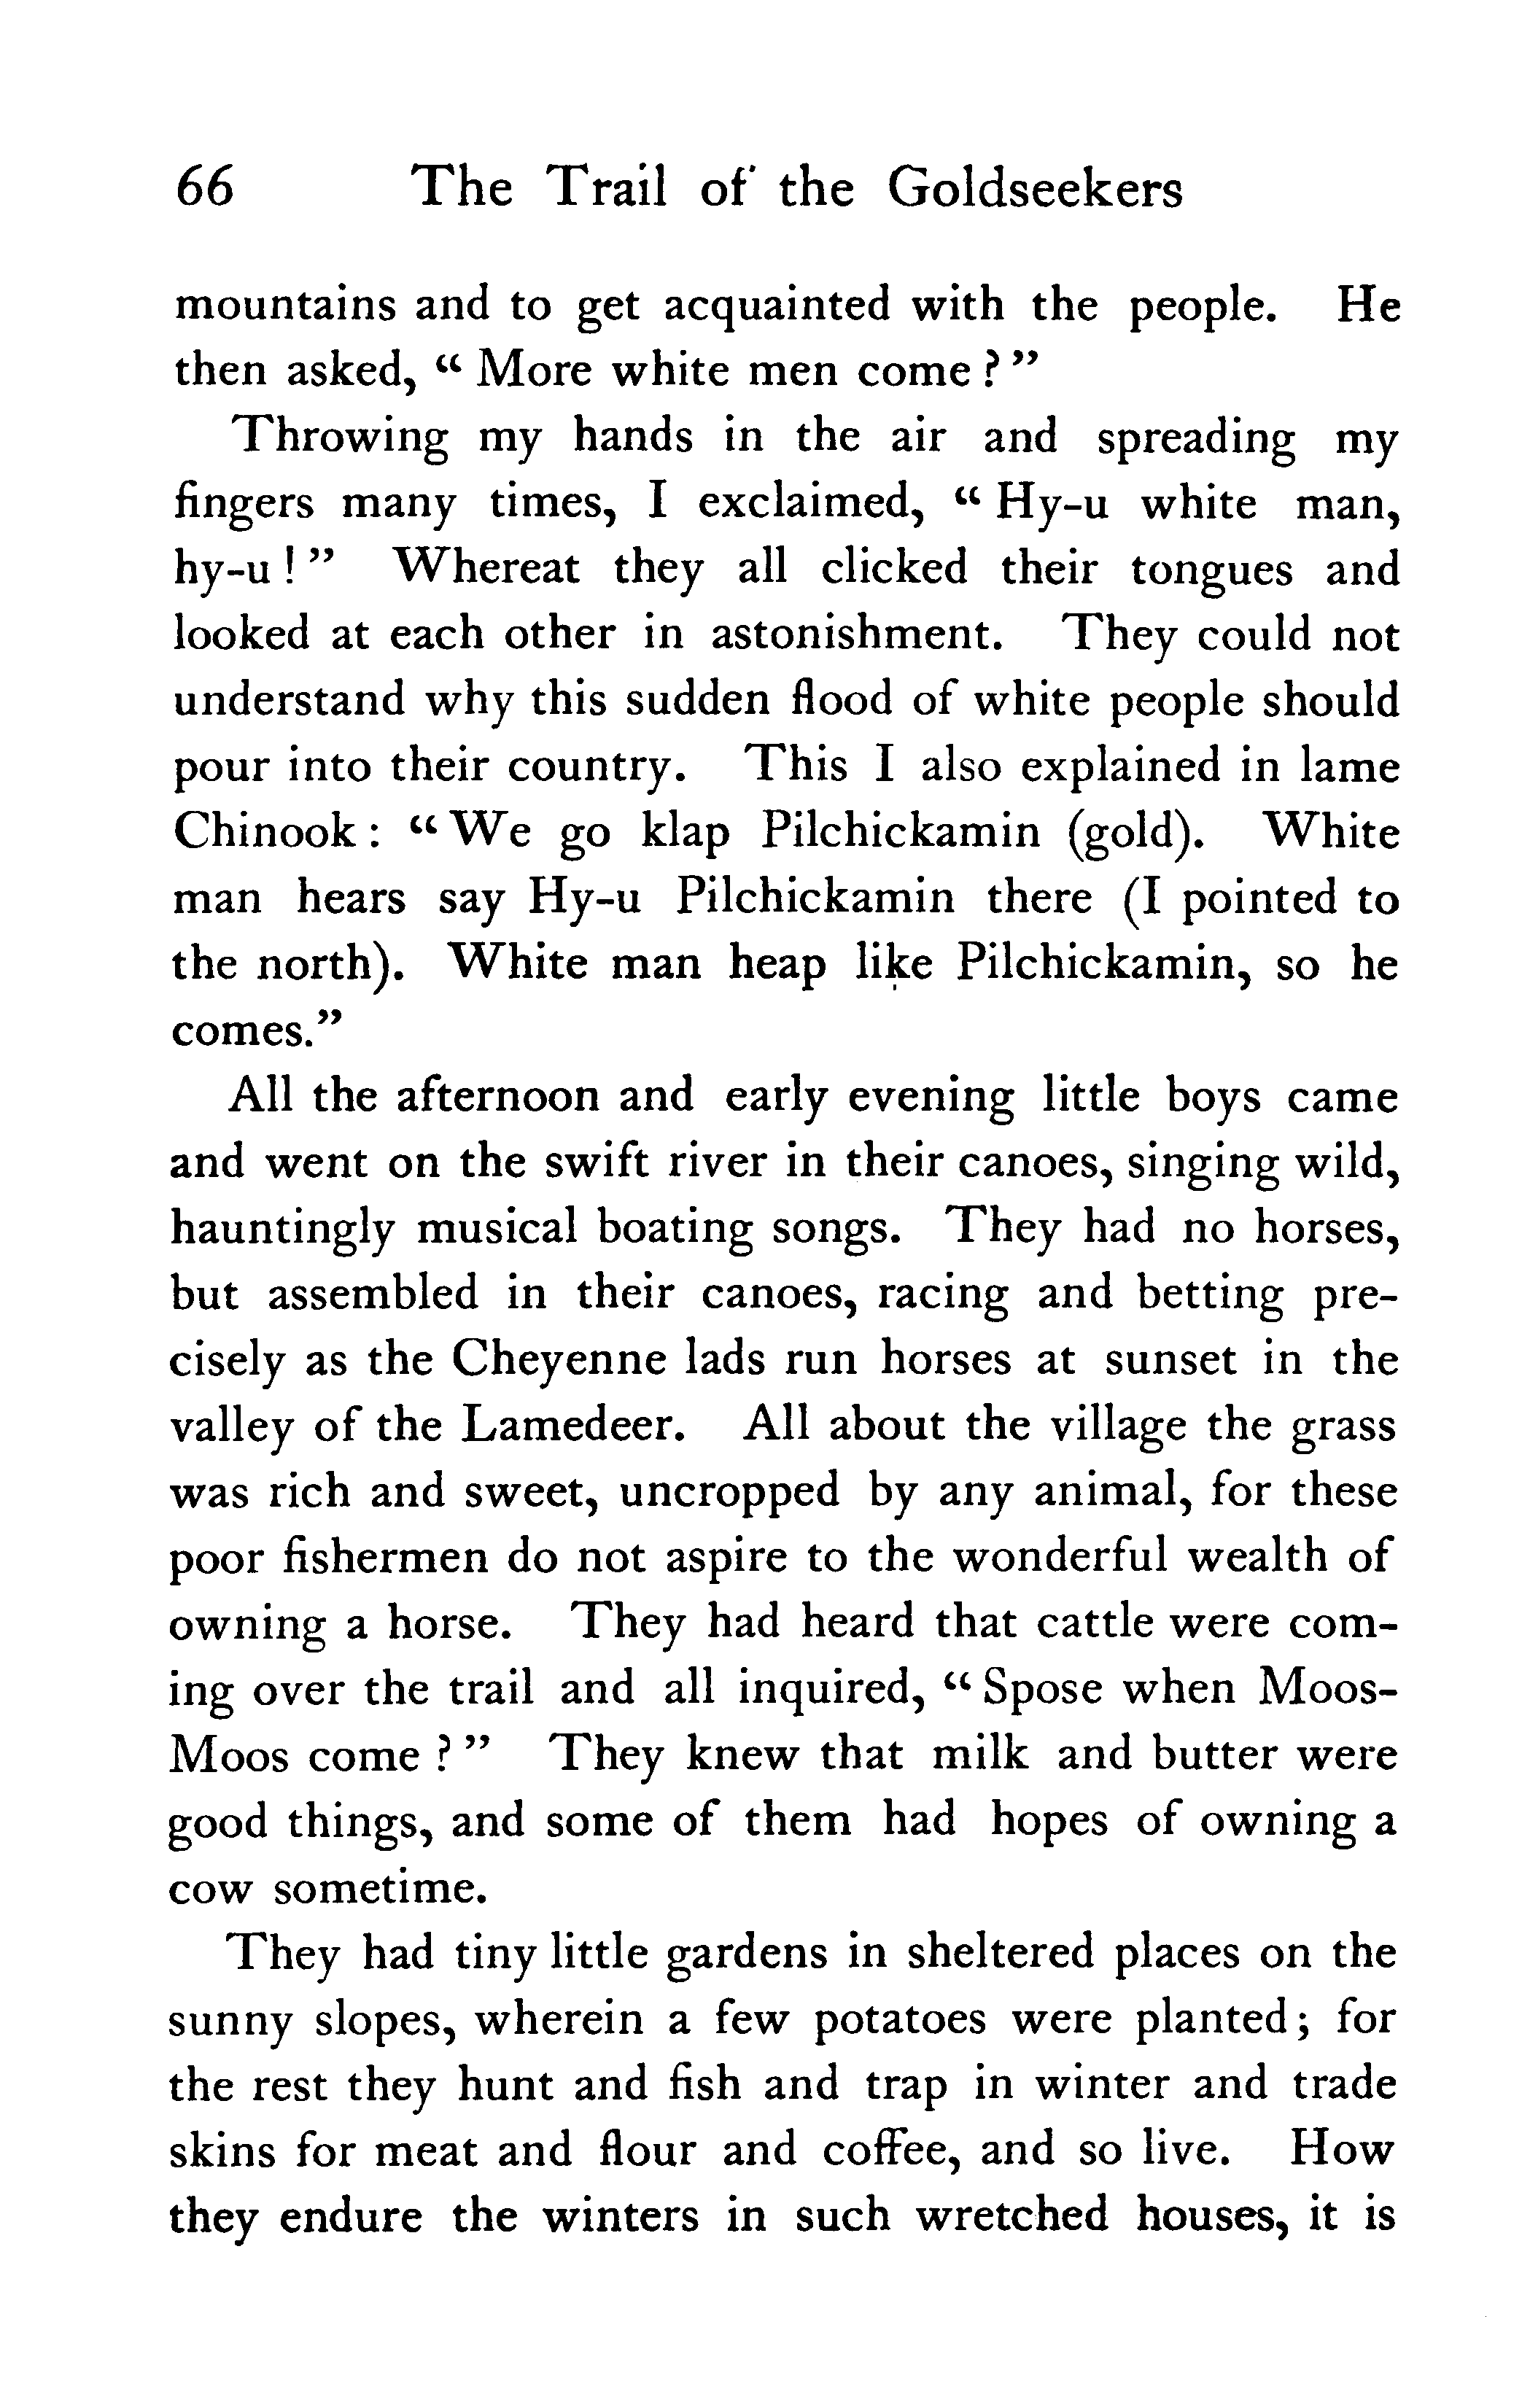 66 The Trail of the Goldseekers
mountains and to get acquainted with the people. He
then asked, “ More white men come ? ”
Throwing my hands in the air and spreading my
fingers many times, I exclaimed, “ Hy-u white man,
hy-u ! ” Whereat they all clicked their tongues and
looked at each other in astonishment. They could not
understand why this sudden flood of white people should
pour into their country. This I also explained in lame
Chinook : “ We go klap Pilchickamin (gold). White
man hears say Hy-u Pilchickamin there (I pointed to
the north). White man heap like Pilchickamin, so he
comes.”
All the afternoon and early evening little boys came
and went on the swift river in their canoes, singing wild,
hauntingly musical boating songs. They had no horses,
but assembled in their canoes, racing and betting pre-
cisely as the Cheyenne lads run horses at sunset in the
valley of the Lamedeer. All about the village the grass
was rich and sweet, uncropped by any animal, for these
poor fishermen do not aspire to the wonderful wealth of
owning a horse. They had heard that cattle were com-
ing over the trail and all inquired, “ Spose when Moos-
Moos come ? ” They knew that milk and butter were
good things, and some of them had hopes of owning a
cow sometime.
They had tiny little gardens in sheltered places on the
sunny slopes, wherein a few potatoes were planted ; for
the rest they hunt and fish and trap in winter and trade
skins for meat and flour and coffee, and so live. How
they endure the winters in such wretched houses, it is